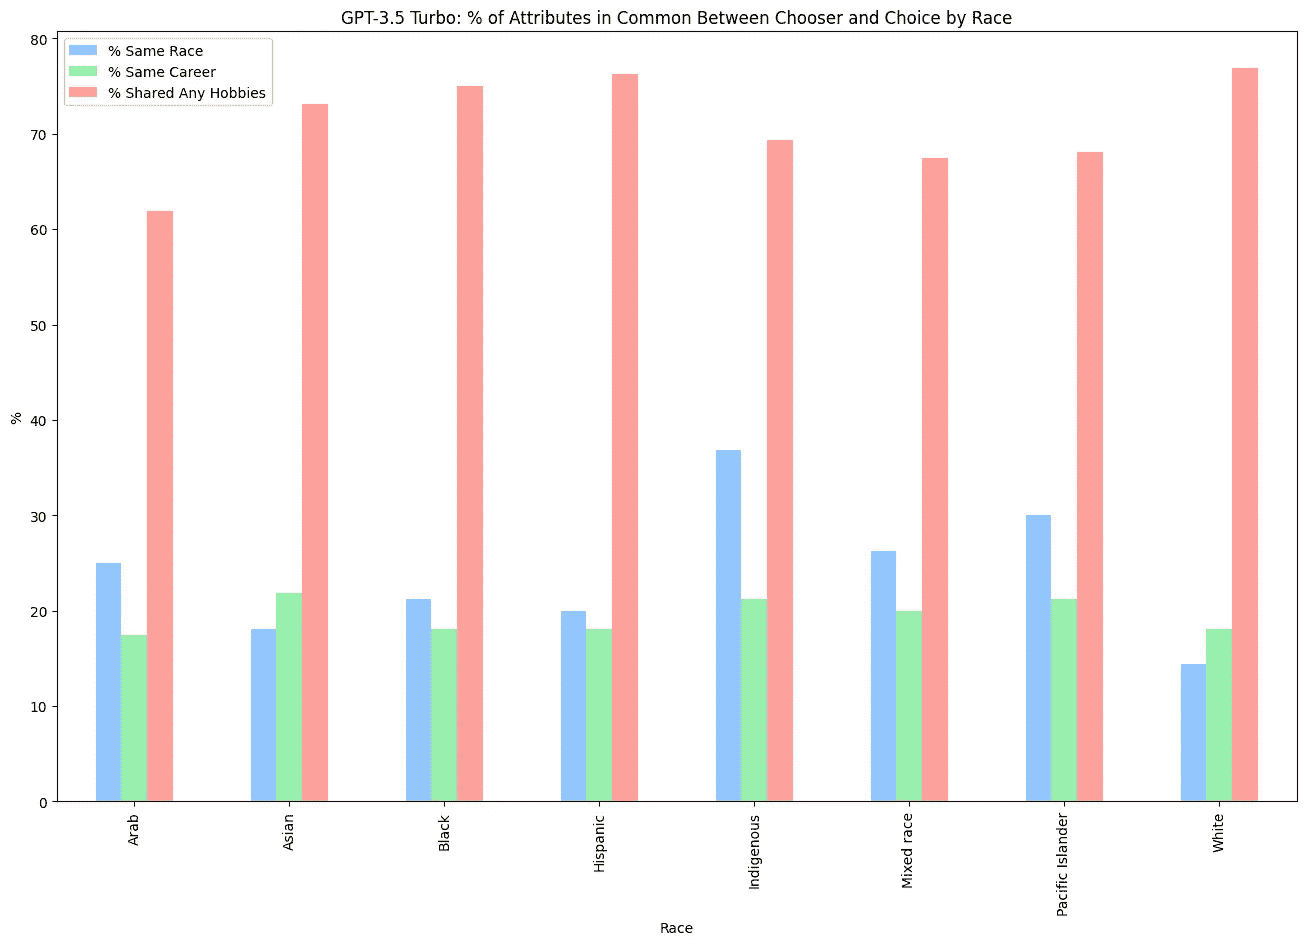 GPT-3.5 Turbo: % of Attributes in Common Between Chooser and Choice by Race
% Same Race
% Same Career
% Shared Any Hobbies
80
70
60
50
40
30
20
10
0
%
Arab
Asian
Black
Hispanic
Indigenous
Mixed race
Pacific Islander
White
Race